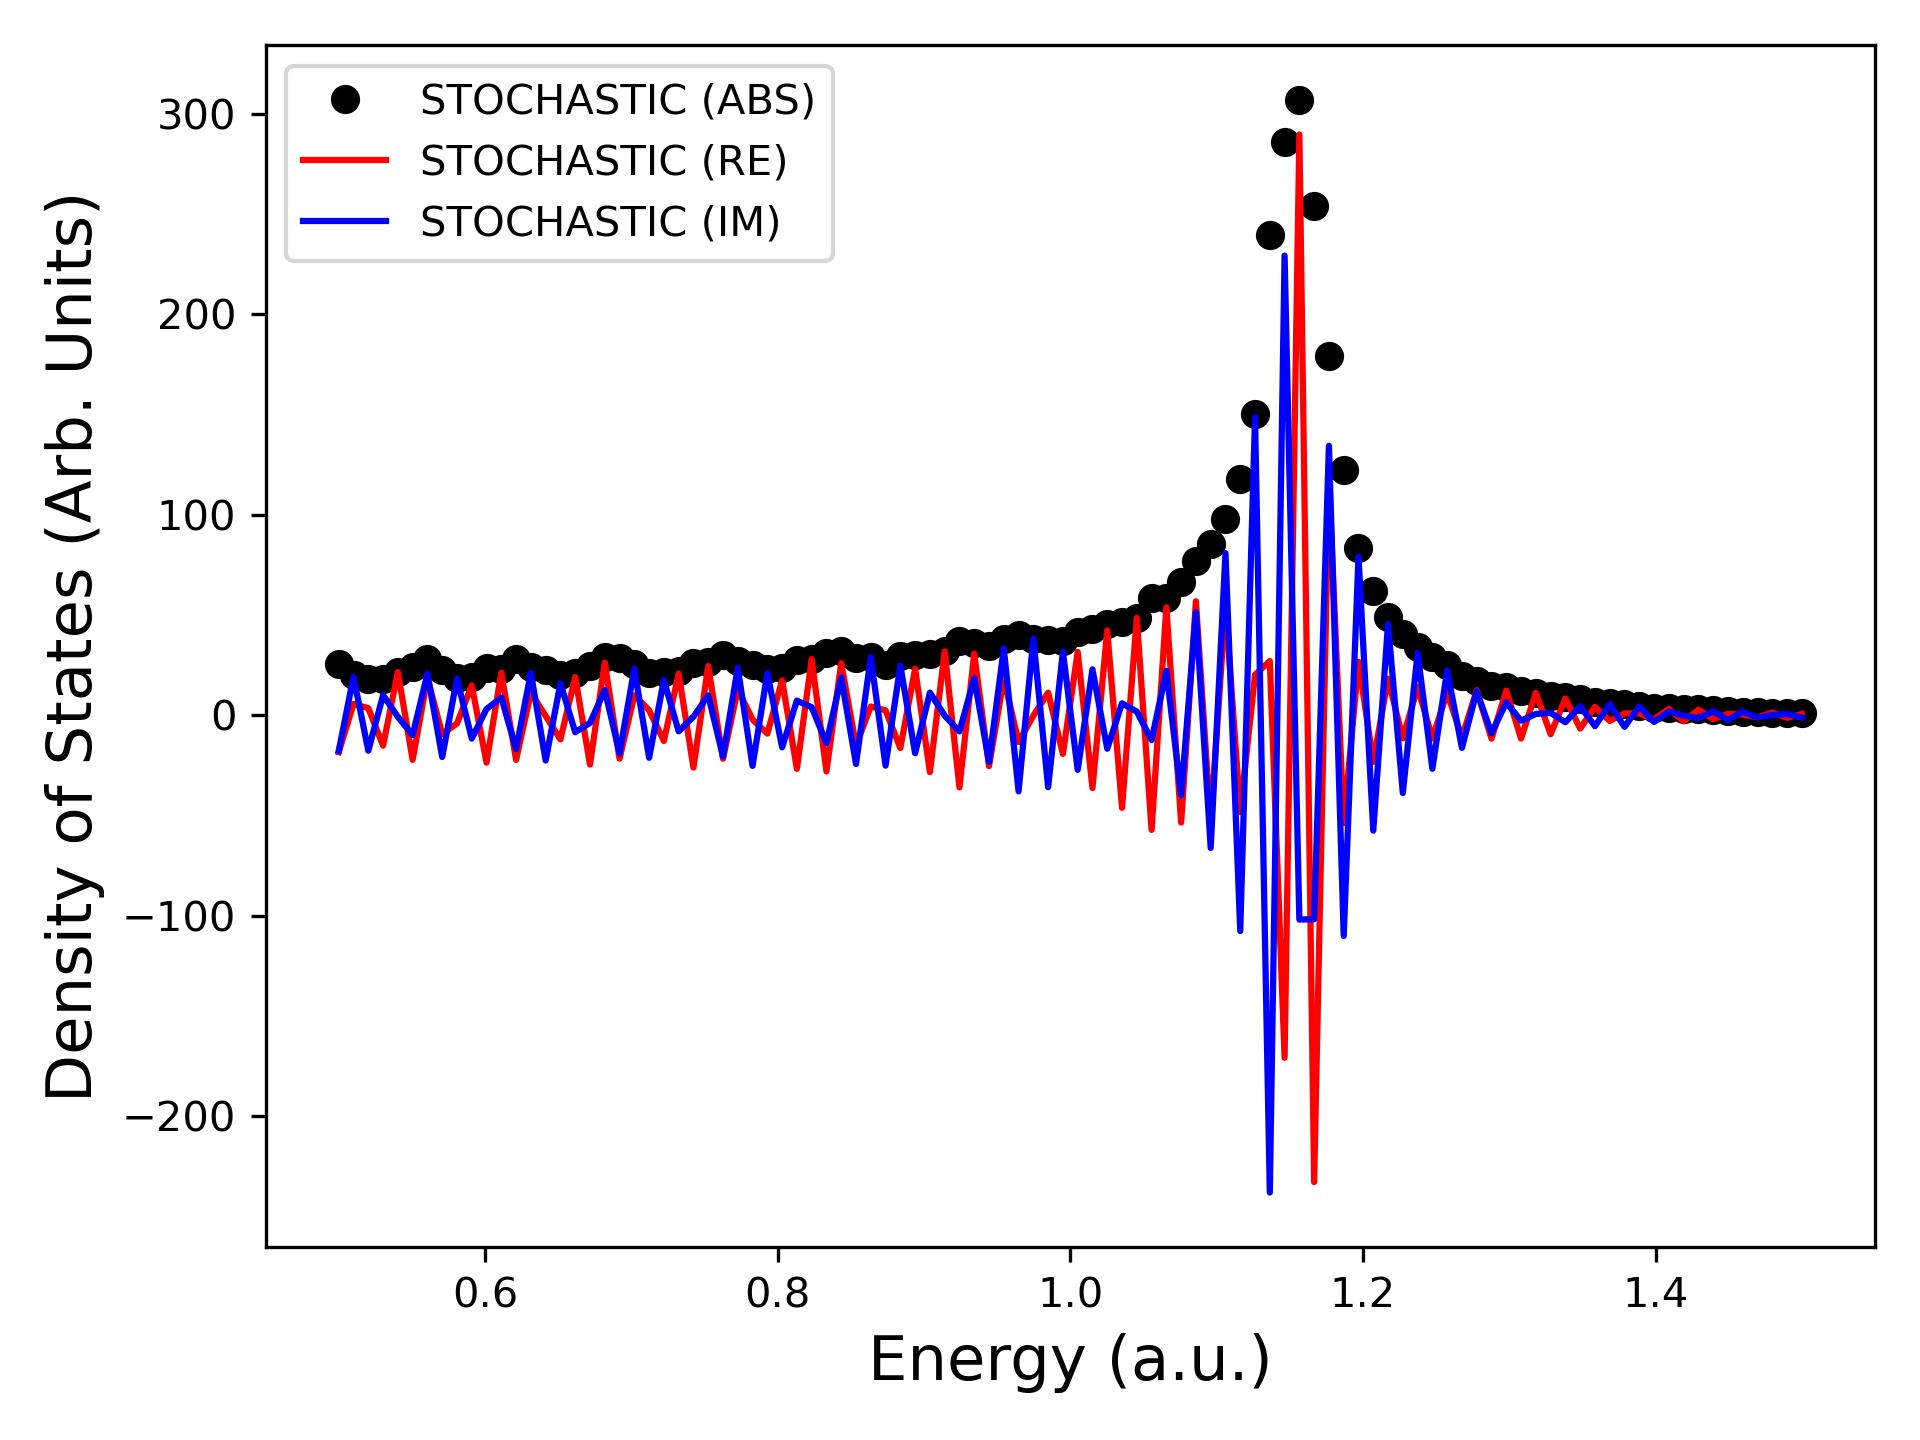 STOCHASTIC (ABS)
STOCHASTIC (RE)
STOCHASTIC (IM)
Density of States (Arb. Units)
300
200
100
0
−100
−200
0.6 0.8 1.0 1.2 1.4
Energy (a.u.)